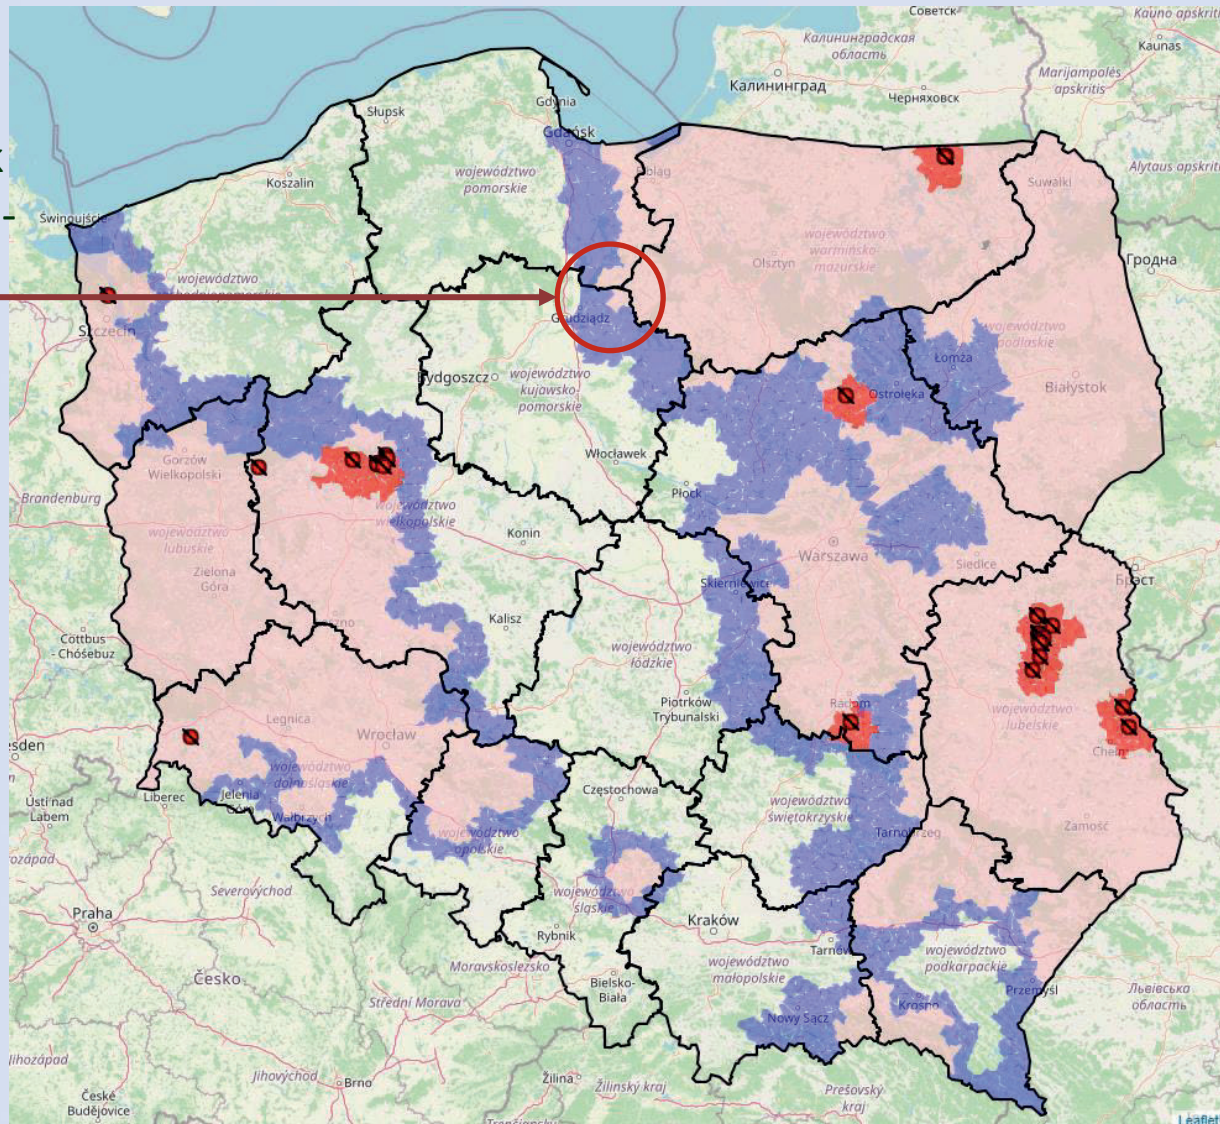 Советск
Kauno apskriti
Калининградская
область
Kaunas
Marijampolės
apskritis
Калининград
Черняховск
Gdynia
Słupsk
Gdańsk
Alytaus apskrit
Koszalin
województwo
pomorskie
Suwałki
Świnoujście
województwo
warmińsko-
mazurskie
Гродна
Olsztyn
województwo
Szczecin
Grudziądz
województwo
podlaskie
Łomża
Bydgoszcz
województwo
kujawsko-
pomorskie
Białystok
Ostrołęka
Gorzów
Wielkopolski
Włocławek
Brandenburg
Płock
województwo
wielkopolskie
Konin
województwo
lubuskie
Warszawa
Siedlce
Брэст
Zielona
Góra
Skierniewice
Kalisz
Cottbus
- Chóśebuz
województwo
łódzkie
Piotrków
Trybunalski
Radom
województwo
lubelskie
Legnica
Wrocław
Chełm
województwo
dolnośląskie
Liberec
Jelenia
Góra
Wałbrzych
Ústí nad
Labem
Częstochowa
województwo
świętokrzyskie
Zamość
województwo
opolskie
Tarnobrzeg
Severovýchod
województwo
śląskie
Praha
Kraków
Rybnik
Tarnów
województwo
podkarpackie
Česko
Moravskoslezsko
województwo
małopolskie
Bielsko-
Biała
Střední Morava
Przemyśl
Львівська
область
Krosno
Nowy Sącz
Jihozápad
Jihovýchod
Brno
Žilina
Žilinský kraj
Prešovský
kraj
České
Budějovice
Leaflet